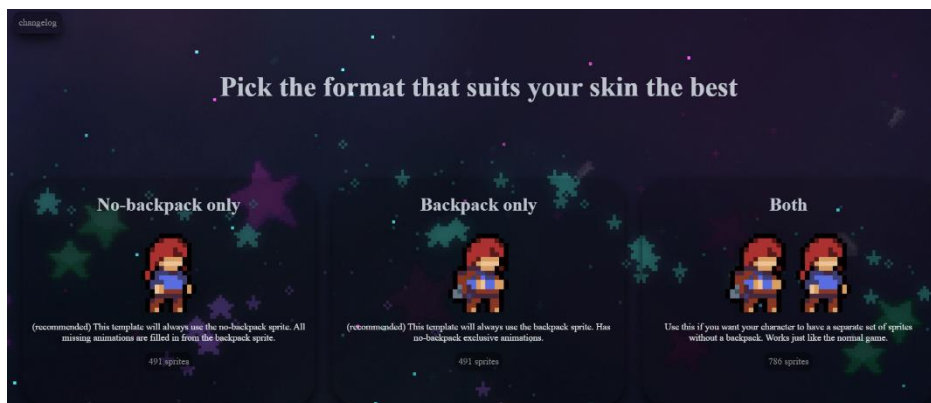 changelog
Pick the format that suits your skin the best
No-backpack only
(recommended) This template will always use the no-backpack sprite. All
missing animations are filled in from the backpack sprite.
491 sprites
Backpack only
(recommended) This template will always use the backpack sprite. Has
no-backpack exclusive animations.
491 sprites
Both
Use this if you want your character to have a separate set of sprites
without a backpack. Works just like the normal game.
786 sprites